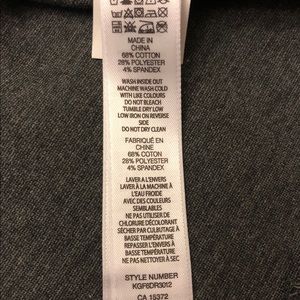 MADE IN
CHINA
68% COTTON
28% POLYESTER
4% SPANDEX
WASH INSIDE OUT
MACHINE WASH COLD
WITH LIKE COLOURS
DO NOT BLEACH
TUMBLE DRY LOW
LOW IRON ON REVERSE
SIDE
DO NOT DRY CLEAN
FABRIQUÉ EN
CHINE
68% COTON
28% POLYESTER
4% SPANDEX
LAVER A L'ENVERS
LAVER À LA MACHINE À
L'EAU FROIDE
AVEC DES COULEURS
SEMBLABLES
NE PAS UTILISER DE
CHLORE DÉCOLORANT
SÉCHER PAR CULBUTAGE À
BASSE TEMPÉRATURE
REPASSER L'ENVERS À
BASSE TEMPÉRATURE
NE PAS NETTOYER À SEC
STYLE NUMBER
KGF6DR3012
CA 15372